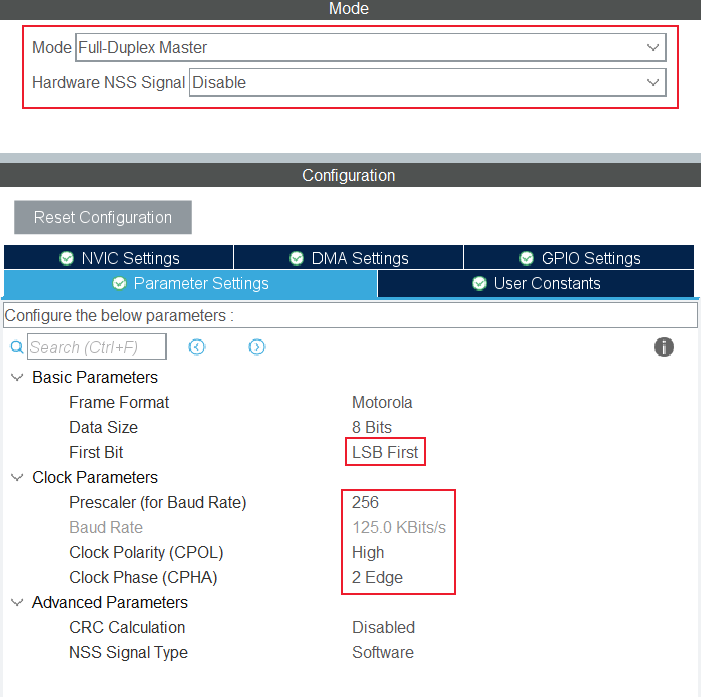 Mode
Mode Full-Duplex Master
Hardware NSS Signal Disable
Configuration
Reset Configuration
NVIC Settings DMA Settings GPIO Settings
Parameter Settings User Constants
Configure the below parameters :
Search (Ctrl+F)
Basic Parameters
Frame Format Motorola
Data Size 8 Bits
First Bit LSB First
Clock Parameters
Prescaler (for Baud Rate) 256
Baud Rate 125.0 KBits/s
Clock Polarity (CPOL) High
Clock Phase (CPHA) 2 Edge
Advanced Parameters
CRC Calculation Disabled
NSS Signal Type Software